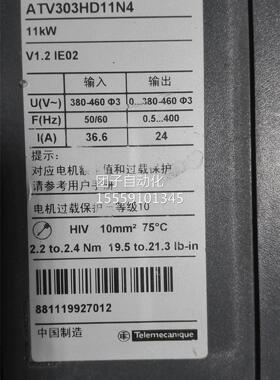 ATV303HD11N4
11kW
V1.2 IE02
输入 输出
U(V~) 380-460 Φ3 0...380-460 Φ3
F(Hz) 50/60 0.5...400
I(A) 36.6 24
提示:
对应电机 值和过载保护
请参考用户手
团子自动化
15559101345
电机过载保护 等级10
HIV 10mm² 75°C
2.2 to 2.4 Nm 19.5 to 21.3 lb-in
881119927012
中国制造 Telemecanique